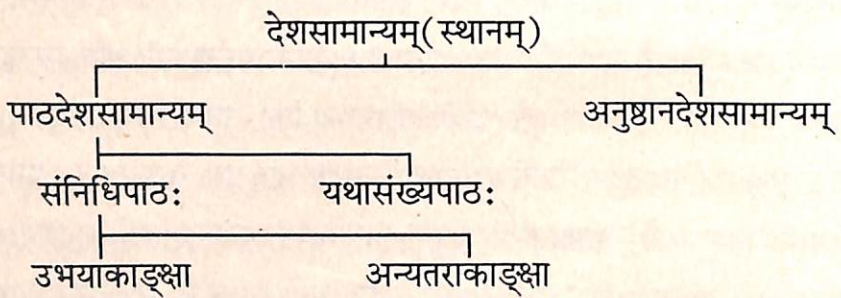 देशसामान्यम्(स्थानम्)
पाठदेशसामान्यम् अनुष्ठानदेशसामान्यम्
संनिधिपाठः यथासंख्यपाठः
उभयाकाङ्क्षा अन्यतराकाङ्क्षा